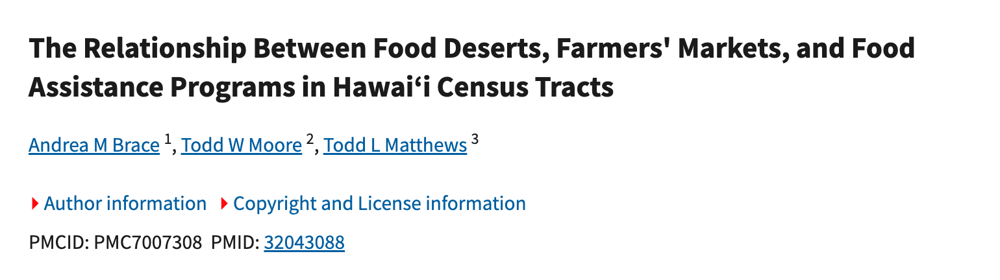 The Relationship Between Food Deserts, Farmers' Markets, and Food
Assistance Programs in Hawai‘i Census Tracts
Andrea M Brace 1, Todd W Moore 2, Todd L Matthews 3
Author information Copyright and License information
PMCID: PMC7007308 PMID: 32043088